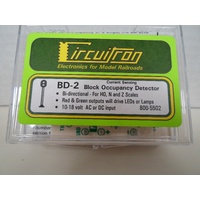 Circuitron
Electronics for Model Railroads
Current Sensing
BD-2 Block Occupancy Detector
• Bi-directional - For HO, N and Z Scales
• Red & Green outputs will drive LEDs or Lamps
• 10-18 volt AC or DC input 800-5502